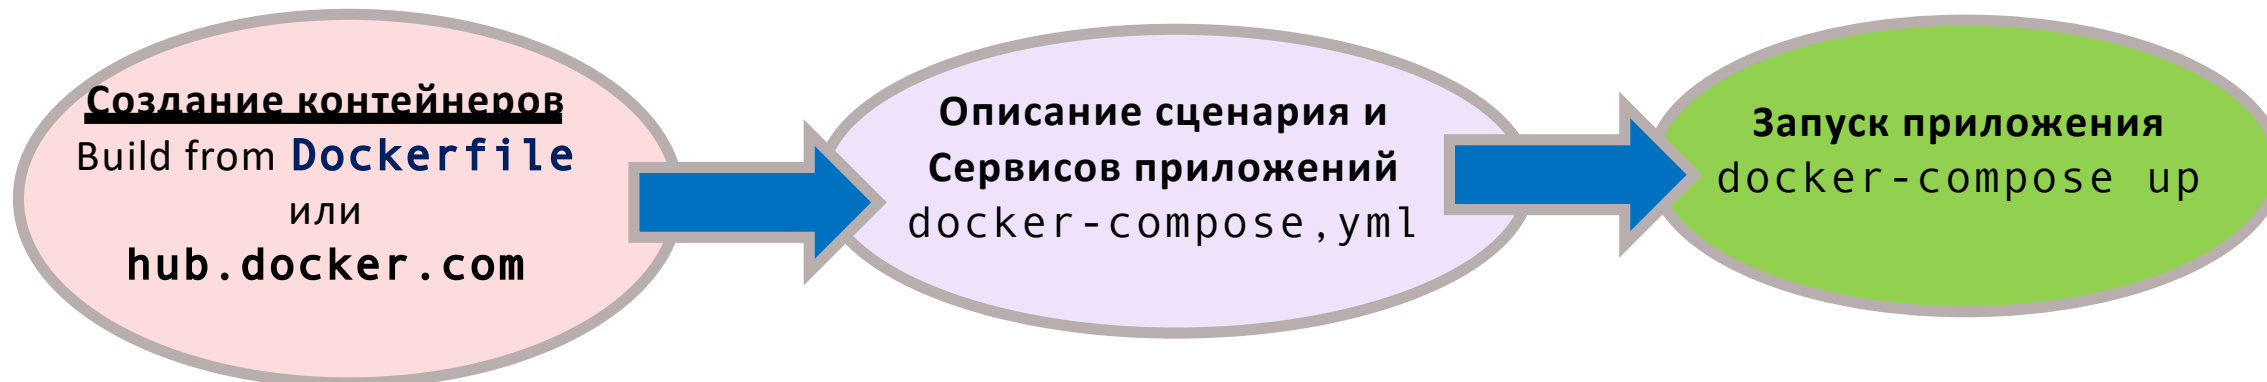 Создание контейнеров
Build from Dockerfile
или
hub.docker.com
Описание сценария и
Сервисов приложений
docker-compose,yml
Запуск приложения
docker-compose up